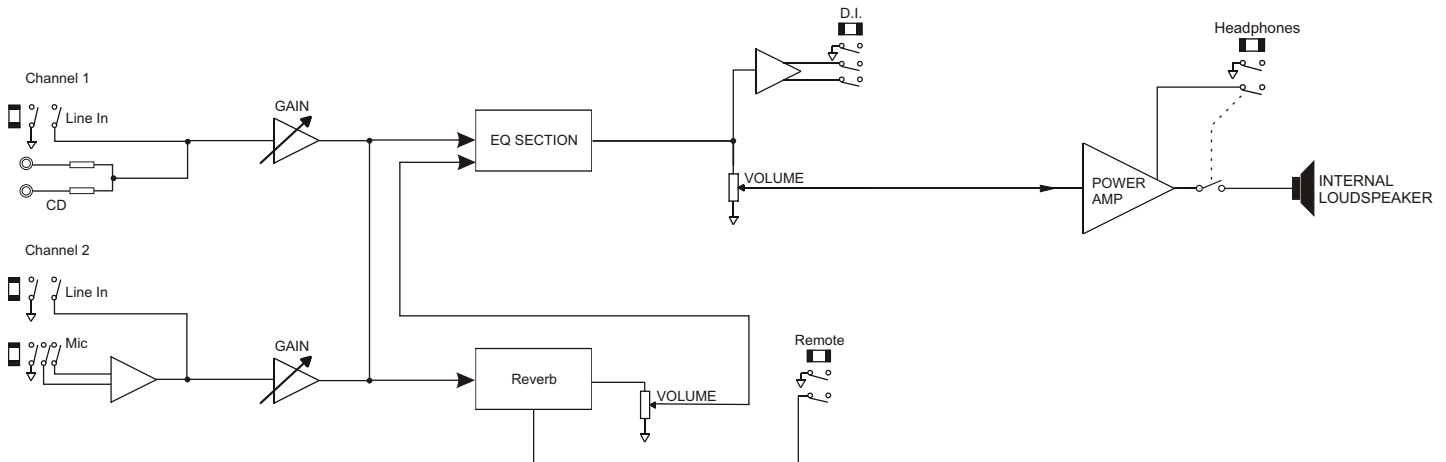 D.I.
Headphones
Channel 1
Line In
GAIN
CD
EQ SECTION
VOLUME
POWER
AMP
INTERNAL
LOUDSPEAKER
Channel 2
Line In
Mic
GAIN
Reverb
VOLUME
Remote